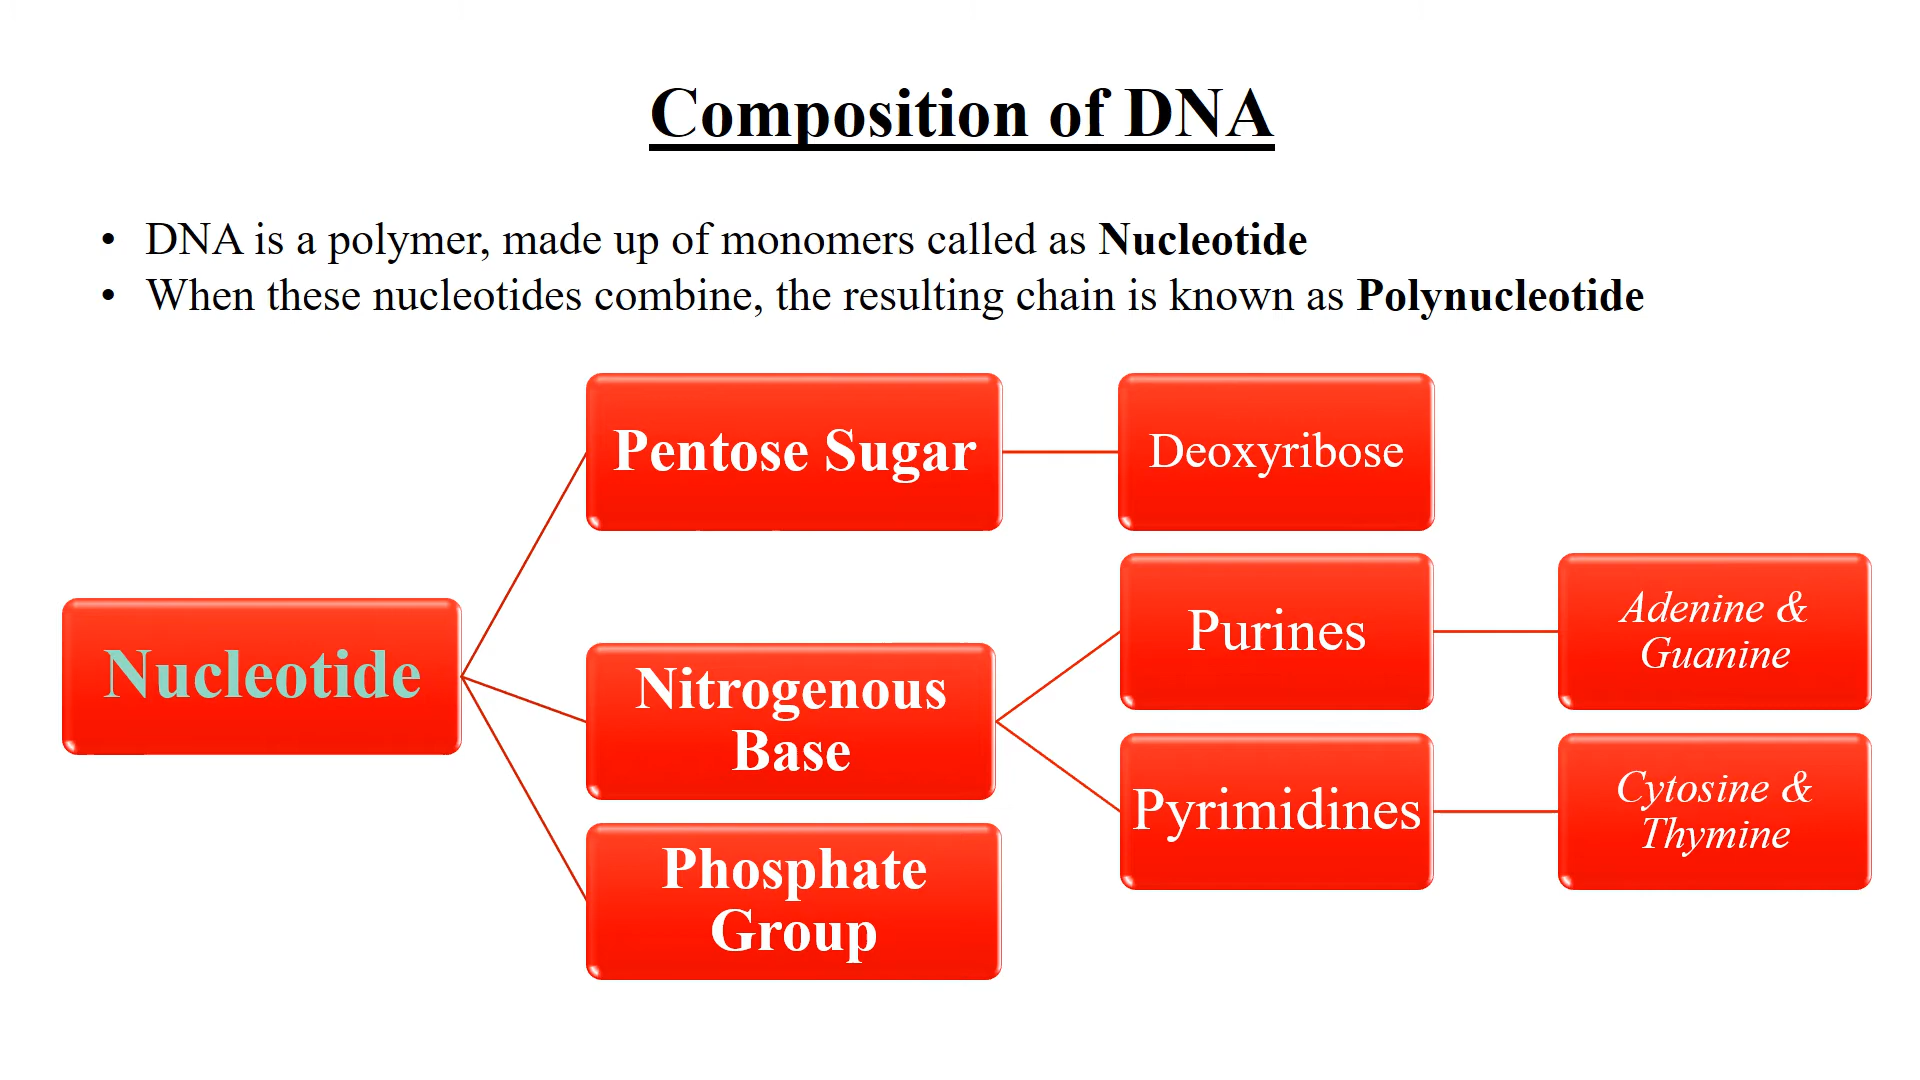 Composition of DNA
• DNA is a polymer, made up of monomers called as Nucleotide
• When these nucleotides combine, the resulting chain is known as Polynucleotide
Nucleotide
Pentose Sugar
Deoxyribose
Nitrogenous
Base
Purines
Adenine &
Guanine
Pyrimidines
Cytosine &
Thymine
Phosphate
Group